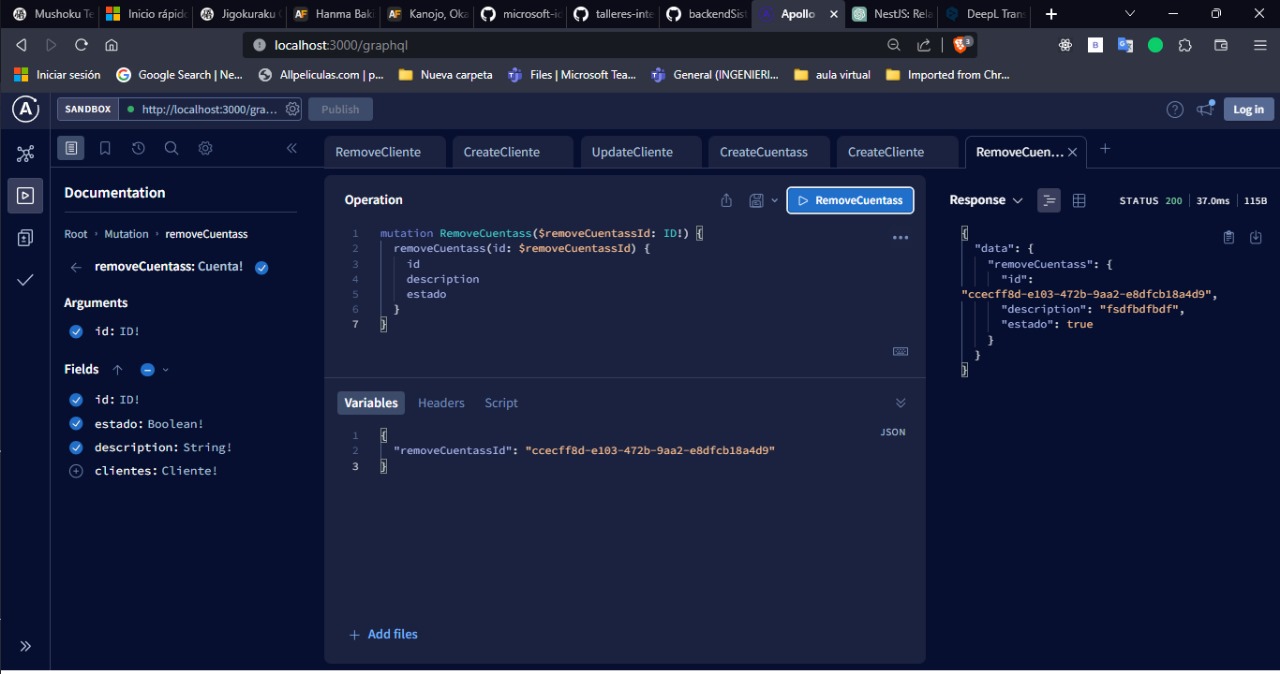 Mushoku Te
Inicio rápido
Jigokuraku
Hanma Baki
Kanojo, Oka
microsoft-id
talleres-inte
backendSist
Apollo
NestJS: Rela
DeepL Trans
localhost:3000/graphql
3
Iniciar sesión
Google Search | Ne...
Allpeliculas.com | p...
Nueva carpeta
Files | Microsoft Tea...
General (INGENIERI...
aula virtual
Imported from Chr...
SANDBOX
http://localhost:3000/gra...
Publish
Log in
RemoveCliente
CreateCliente
UpdateCliente
CreateCuentass
CreateCliente
RemoveCuen...
Documentation
Root · Mutation · removeCuentass
removeCuentass: Cuenta!
Arguments
id: ID!
Fields
id: ID!
estado: Boolean!
description: String!
clientes: Cliente!
Operation
RemoveCuentass
1 mutation RemoveCuentass($removeCuentassId: ID!) {
2 removeCuentass(id: $removeCuentassId) {
3 id
4 description
5 estado
6 }
7 }
Variables Headers Script
JSON
1 {
2 "removeCuentassId": "ccecff8d-e103-472b-9aa2-e8dfcb18a4d9"
3 }
Add files
Response
STATUS 200 37.0ms 115B
{
"data": {
"removeCuentass": {
"id":
"ccecff8d-e103-472b-9aa2-e8dfcb18a4d9",
"description": "fsdfbdfbdf",
"estado": true
}
}
}